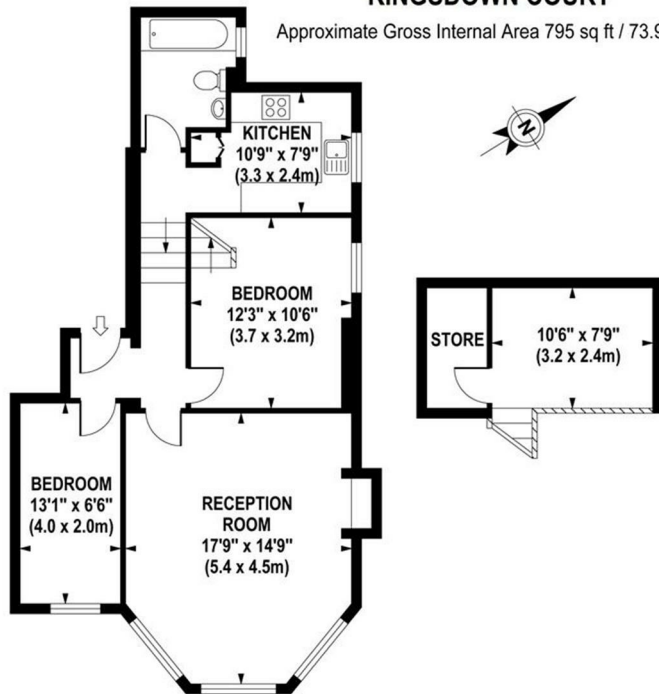 KINGSDOWN COURT
Approximate Gross Internal Area 795 sq ft / 73.9
N
KITCHEN
10'9" x 7'9"
(3.3 x 2.4m)
BEDROOM
12'3" x 10'6"
(3.7 x 3.2m)
STORE
10'6" x 7'9"
(3.2 x 2.4m)
BEDROOM
13'1" x 6'6"
(4.0 x 2.0m)
RECEPTION
ROOM
17'9" x 14'9"
(5.4 x 4.5m)